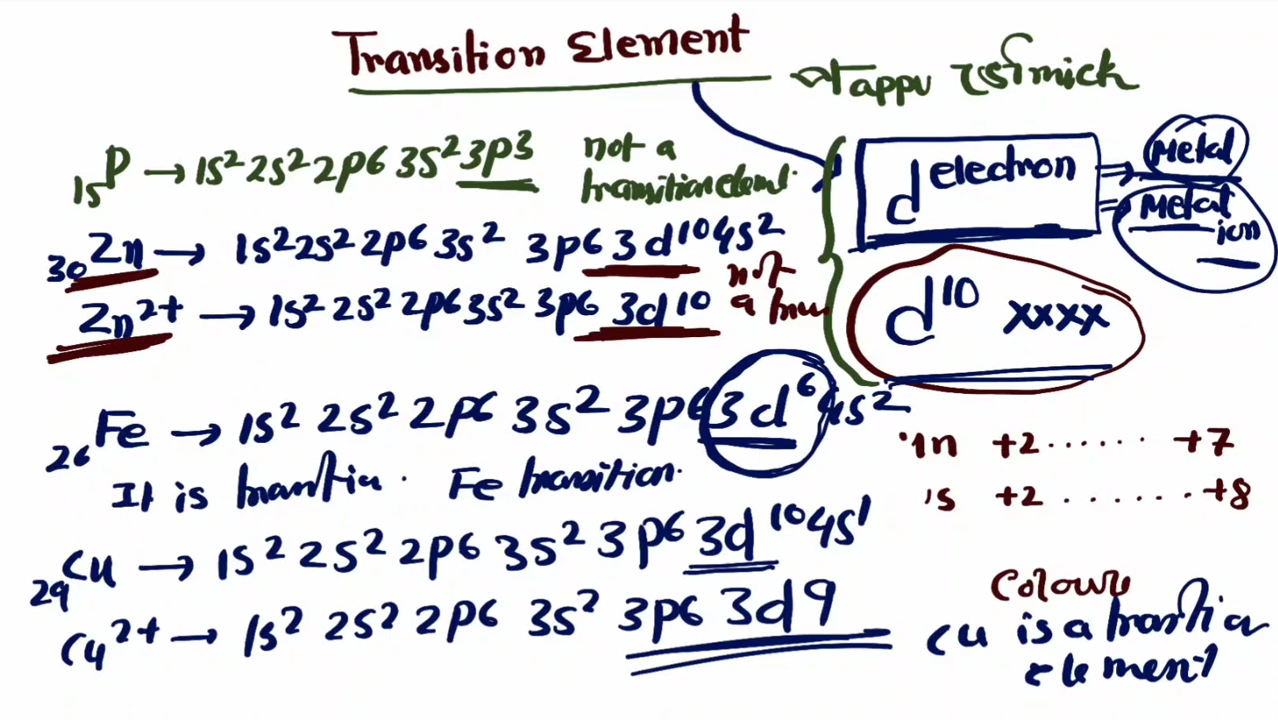 Transition Element
Tappu
mick
15P → 1s² 2s² 2p6 3s² 3p3
not a
transition
30Zn → 1s² 2s² 2p6 3s² 3p6 3d¹⁰ 4s²
not
a
Zn²⁺ → 1s² 2s² 2p6 3s² 3p6 3d10
d electron
Metal
Metal
ion
d¹⁰ xxxx
26Fe → 1s² 2s² 2p6 3s² 3p6 3d⁶ 4s²
It is
Fe transition.
+2 ...... +7
+2 ...... +8
29Cu → 1s² 2s² 2p6 3s² 3p6 3d¹⁰ 4s¹
Cu²⁺ → 1s² 2s² 2p6 3s² 3p6 3d9
Colour
Cu is a
element